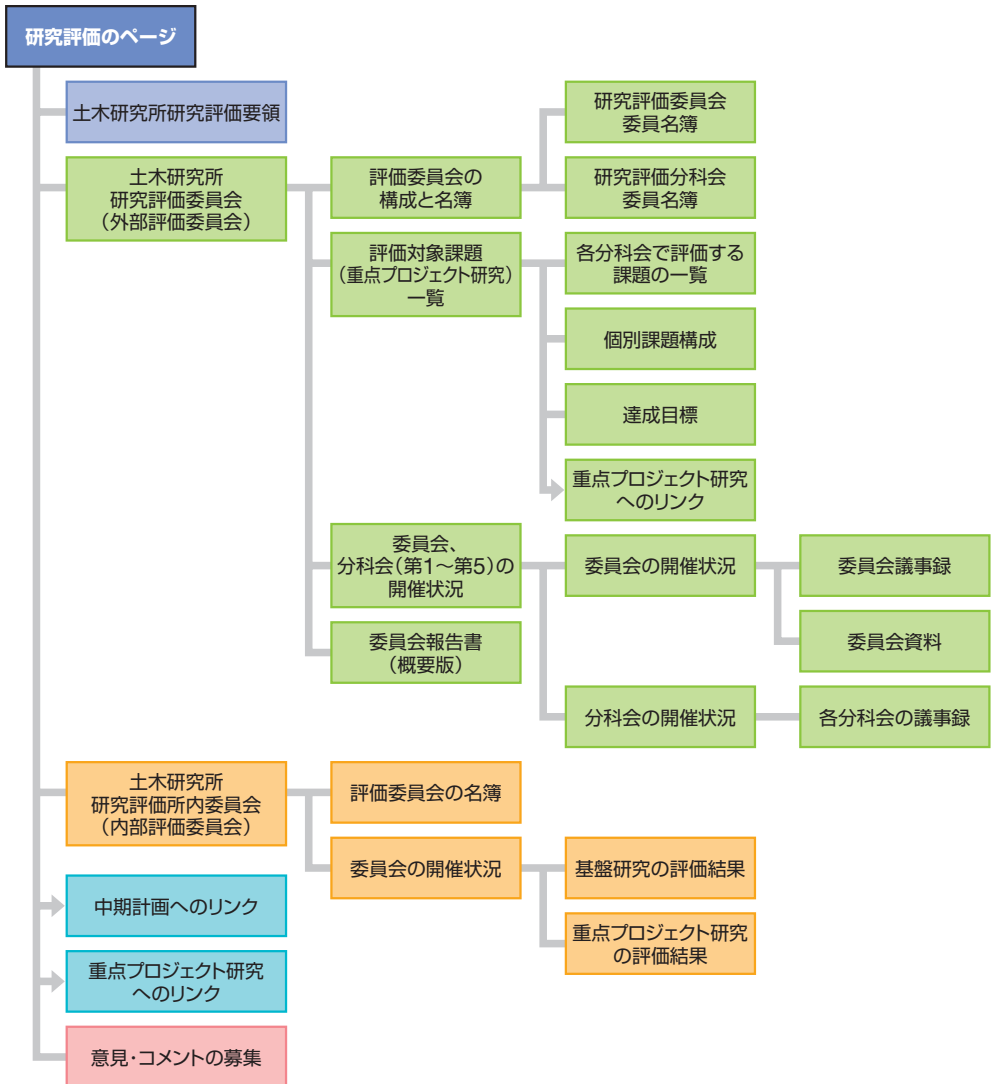 研究評価のページ
土木研究所研究評価要領
土木研究所
研究評価委員会
（外部評価委員会）
評価委員会の
構成と名簿
研究評価委員会
委員名簿
研究評価分科会
委員名簿
評価対象課題
（重点プロジェクト研究）
一覧
各分科会で評価する
課題の一覧
個別課題構成
達成目標
重点プロジェクト研究
へのリンク
委員会、
分科会（第1～第5）の
開催状況
委員会の開催状況
委員会議事録
委員会資料
分科会の開催状況
各分科会の議事録
委員会報告書
（概要版）
土木研究所
研究評価所内委員会
（内部評価委員会）
評価委員会の名簿
委員会の開催状況
基盤研究の評価結果
重点プロジェクト研究
の評価結果
中期計画へのリンク
重点プロジェクト研究
へのリンク
意見・コメントの募集